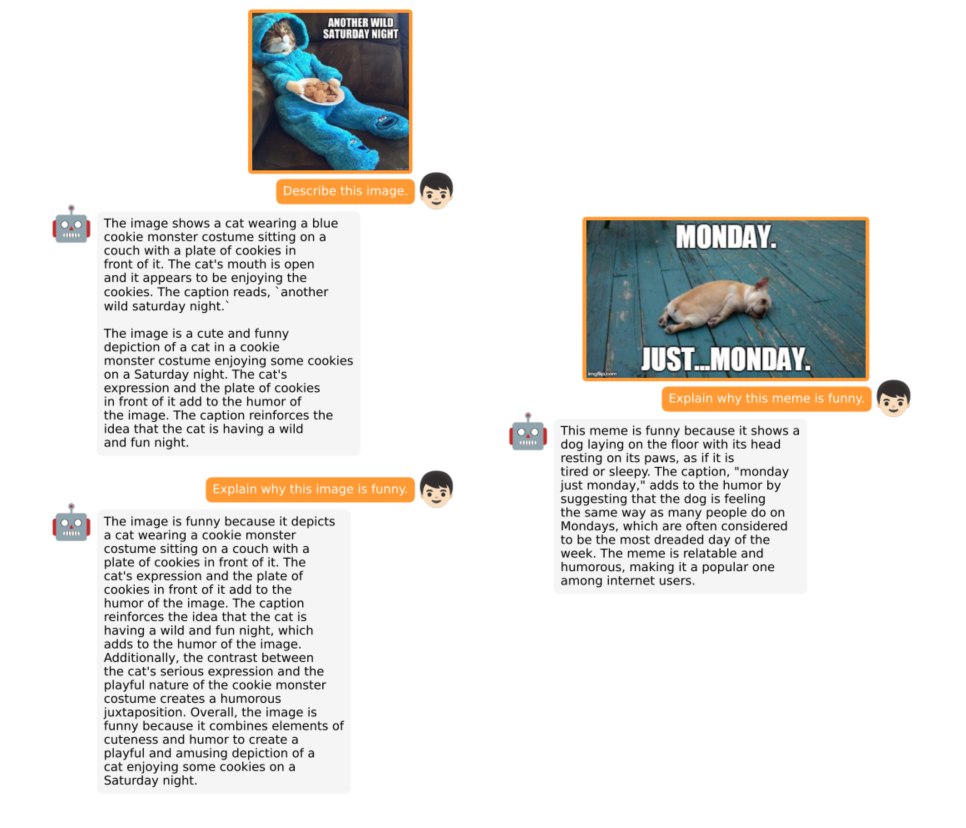 ANOTHER WILD
SATURDAY NIGHT
Describe this image.
The image shows a cat wearing a blue
cookie monster costume sitting on a
couch with a plate of cookies in
front of it. The cat's mouth is open
and it appears to be enjoying the
cookies. The caption reads, `another
wild saturday night.`
The image is a cute and funny
depiction of a cat in a cookie
monster costume enjoying some cookies
on a Saturday night. The cat's
expression and the plate of cookies
in front of it add to the humor of
the image. The caption reinforces the
idea that the cat is having a wild
and fun night.
Explain why this image is funny.
The image is funny because it depicts
a cat wearing a cookie monster
costume sitting on a couch with a
plate of cookies in front of it. The
cat's expression and the plate of
cookies in front of it add to the
humor of the image. The caption
reinforces the idea that the cat is
having a wild and fun night, which
adds to the humor of the image.
Additionally, the contrast between
the cat's serious expression and the
playful nature of the cookie monster
costume creates a humorous
juxtaposition. Overall, the image is
funny because it combines elements of
cuteness and humor to create a
playful and amusing depiction of a
cat enjoying some cookies on a
Saturday night.
MONDAY.
JUST...MONDAY.
imgflip.com
Explain why this meme is funny.
This meme is funny because it shows a
dog laying on the floor with its head
resting on its paws, as if it is
tired or sleepy. The caption, "monday
just monday," adds to the humor by
suggesting that the dog is feeling
the same way as many people do on
Mondays, which are often considered
to be the most dreaded day of the
week. The meme is relatable and
humorous, making it a popular one
among internet users.